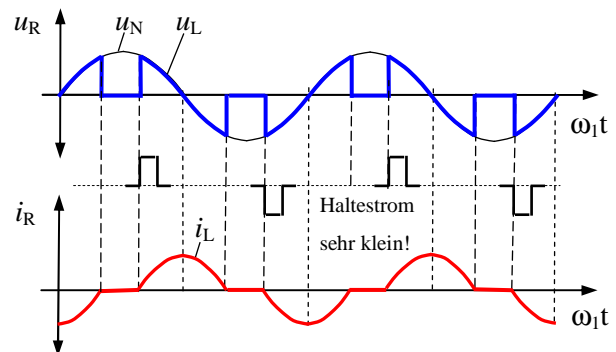 uR uN uL
ω1t
Haltestrom
sehr klein!
iR iL
ω1t